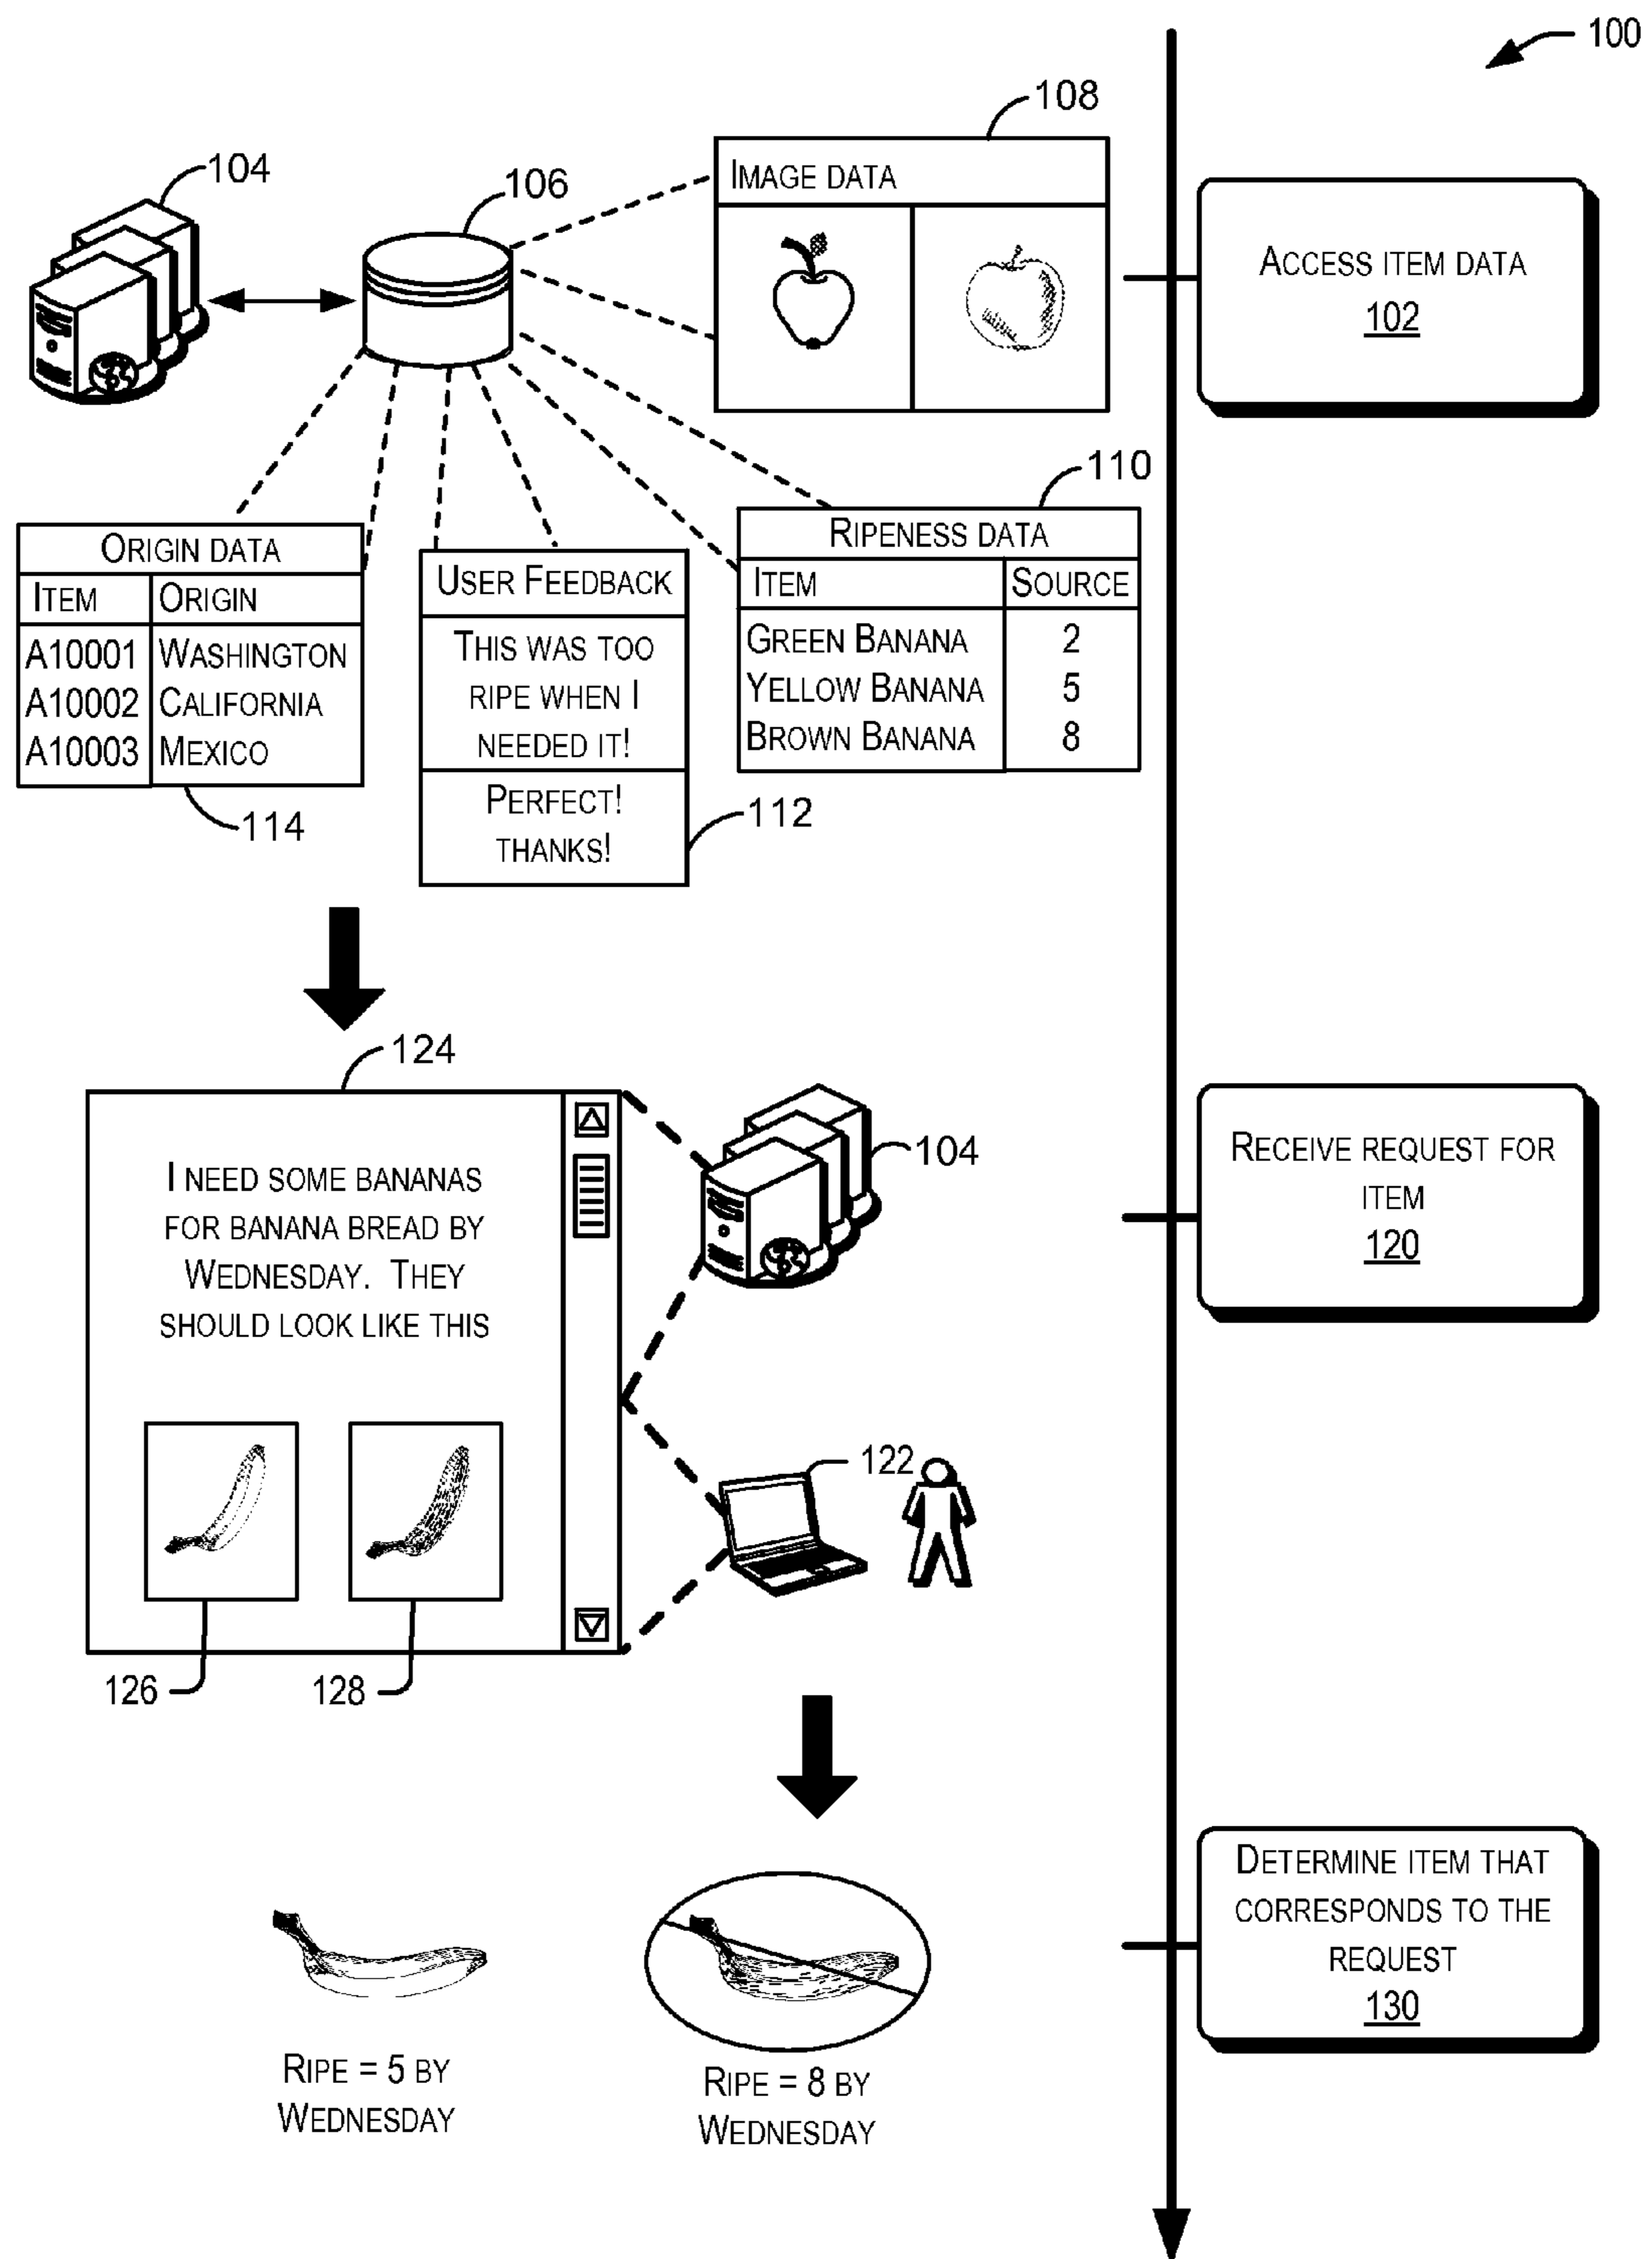 100
108
104
106
IMAGE DATA
ACCESS ITEM DATA
102
110
ORIGIN DATA
ITEM ORIGIN
A10001 WASHINGTON
A10002 CALIFORNIA
A10003 MEXICO
114
USER FEEDBACK
THIS WAS TOO
RIPE WHEN I
NEEDED IT!
PERFECT!
THANKS!
112
RIPENESS DATA
ITEM SOURCE
GREEN BANANA 2
YELLOW BANANA 5
BROWN BANANA 8
124
I NEED SOME BANANAS
FOR BANANA BREAD BY
WEDNESDAY. THEY
SHOULD LOOK LIKE THIS
104
RECEIVE REQUEST FOR
ITEM
120
122
126
128
DETERMINE ITEM THAT
CORRESPONDS TO THE
REQUEST
130
RIPE = 5 BY
WEDNESDAY
RIPE = 8 BY
WEDNESDAY